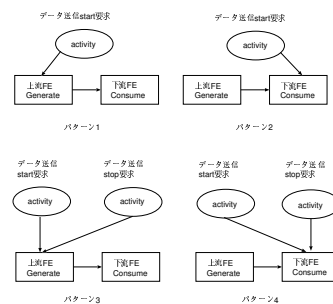 データ送信start要求
activity
上流FE
Generate
下流FE
Consume
パターン1
データ送信start要求
activity
上流FE
Generate
下流FE
Consume
パターン2
データ送信
start要求
データ送信
stop要求
activity
activity
上流FE
Generate
下流FE
Consume
パターン3
データ送信
start要求
データ送信
stop要求
activity
activity
上流FE
Generate
下流FE
Consume
パターン4